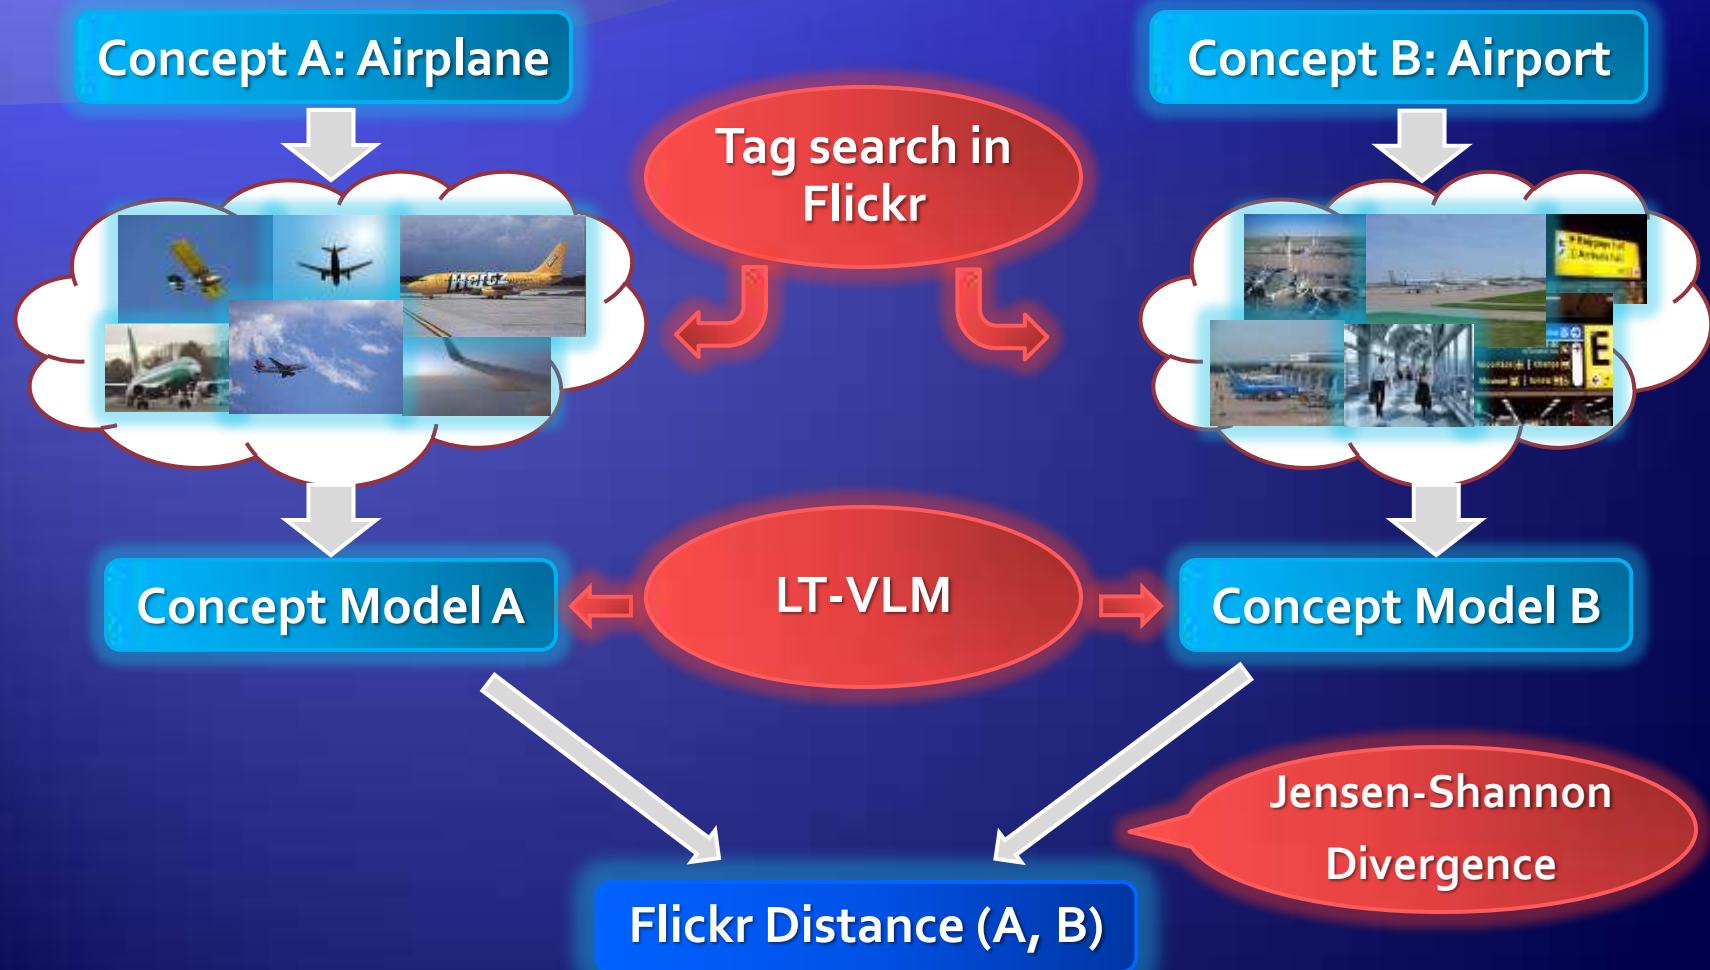 Concept A: Airplane
Concept B: Airport
Tag search in
Flickr
Hertz
E
Concept Model A
LT-VLM
Concept Model B
Jensen-Shannon
Divergence
Flickr Distance (A, B)